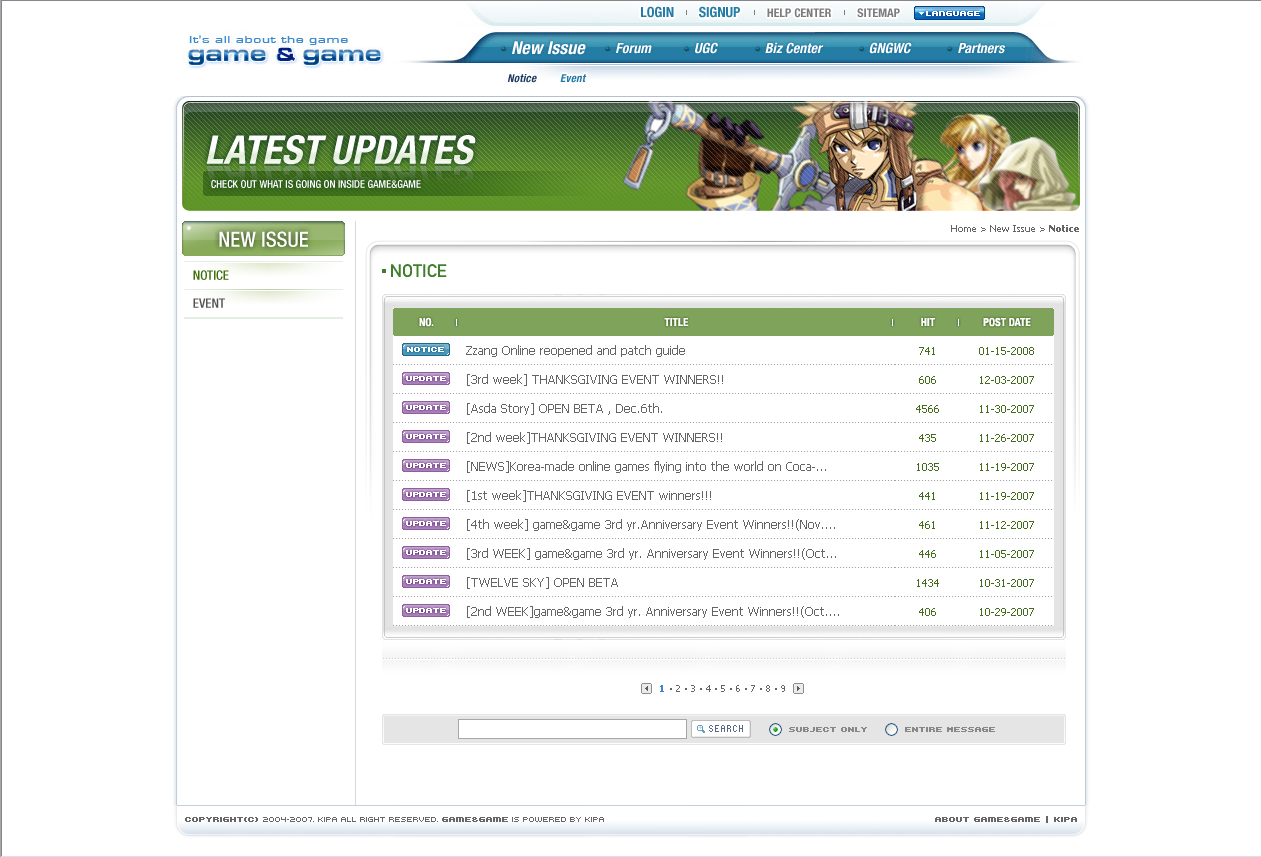 LOGIN SIGNUP HELP CENTER SITEMAP LANGUAGE
It's all about the game
game & game
New Issue Forum UGC Biz Center GNGWC Partners
Notice Event
LATEST UPDATES
CHECK OUT WHAT IS GOING ON INSIDE GAME&GAME
NEW ISSUE
NOTICE
EVENT
Home > New Issue > Notice
NOTICE
NO. TITLE HIT POST DATE
NOTICE Zzang Online reopened and patch guide 741 01-15-2008
UPDATE [3rd week] THANKSGIVING EVENT WINNERS!! 606 12-03-2007
UPDATE [Asda Story] OPEN BETA , Dec.6th. 4566 11-30-2007
UPDATE [2nd week]THANKSGIVING EVENT WINNERS!! 435 11-26-2007
UPDATE [NEWS]Korea-made online games flying into the world on Coca-... 1035 11-19-2007
UPDATE [1st week]THANKSGIVING EVENT winners!!! 441 11-19-2007
UPDATE [4th week] game&game 3rd yr.Anniversary Event Winners!!(Nov.... 461 11-12-2007
UPDATE [3rd WEEK] game&game 3rd yr. Anniversary Event Winners!!(Oct... 446 11-05-2007
UPDATE [TWELVE SKY] OPEN BETA 1434 10-31-2007
UPDATE [2nd WEEK]game&game 3rd yr. Anniversary Event Winners!!(Oct.... 406 10-29-2007
1 • 2 • 3 • 4 • 5 • 6 • 7 • 8 • 9
SEARCH SUBJECT ONLY ENTIRE MESSAGE
COPYRIGHT(C) 2004-2007. KIPA ALL RIGHT RESERVED. GAME&GAME IS POWERED BY KIPA ABOUT GAME&GAME | KIPA